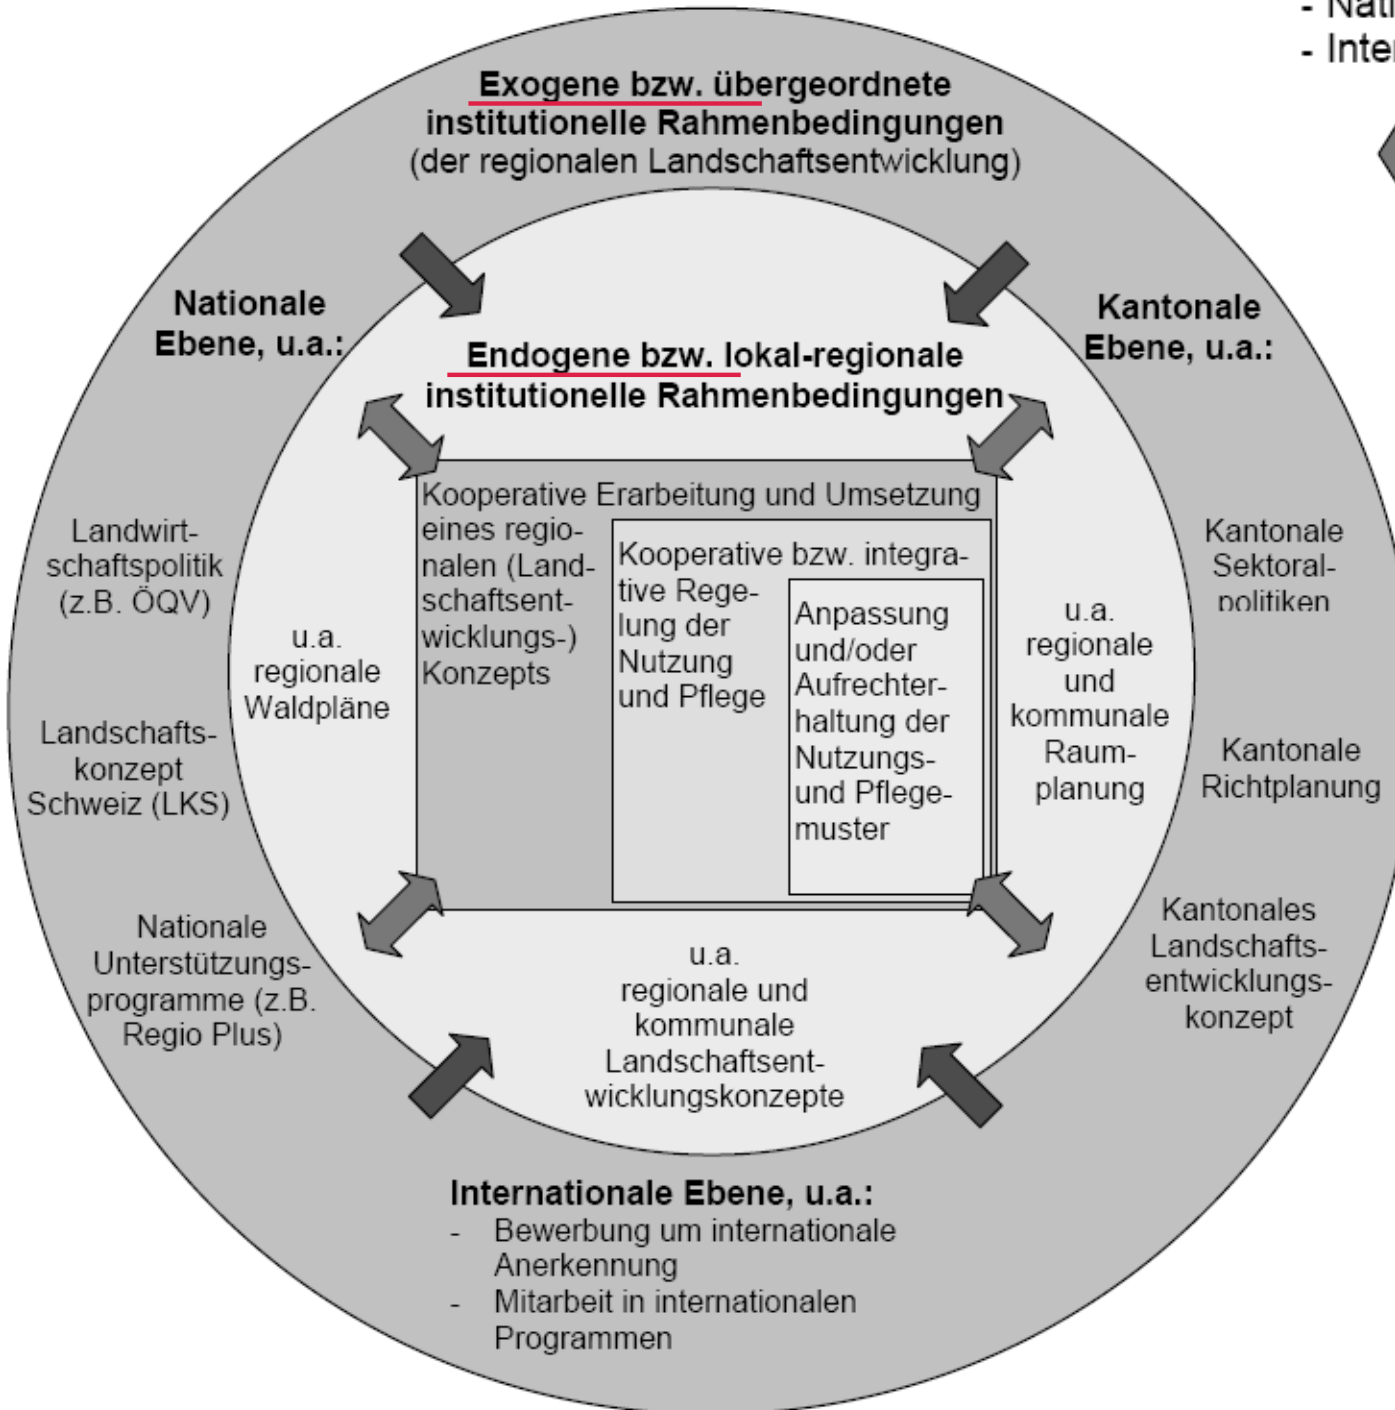 - Nati
- Inter
Exogene bzw. übergeordnete
institutionelle Rahmenbedingungen
(der regionalen Landschaftsentwicklung)
Nationale
Ebene, u.a.:
Kantonale
Ebene, u.a.:
Endogene bzw. lokal-regionale
institutionelle Rahmenbedingungen
Landwirt-
schaftspolitik
(z.B. ÖQV)
Landschafts-
konzept
Schweiz (LKS)
Nationale
Unterstützungs-
programme (z.B.
Regio Plus)
u.a.
regionale
Waldpläne
Kooperative Erarbeitung und Umsetzung
eines regio-
nalen (Land-
schaftsent-
wicklungs-)
Konzepts
Kooperative bzw. integra-
tive Rege-
lung der
Nutzung
und Pflege
Anpassung
und/oder
Aufrechter-
haltung der
Nutzungs-
und Pflege-
muster
u.a.
regionale
und
kommunale
Raum-
planung
Kantonale
Sektoral-
politiken
Kantonale
Richtplanung
Kantonales
Landschafts-
entwicklungs-
konzept
u.a.
regionale und
kommunale
Landschaftsent-
wicklungskonzepte
Internationale Ebene, u.a.:
- Bewerbung um internationale
Anerkennung
- Mitarbeit in internationalen
Programmen